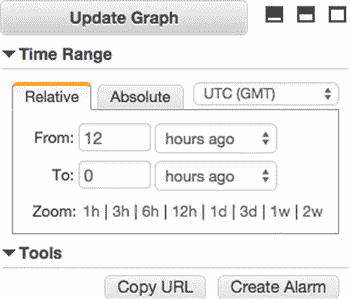 Update Graph
Time Range
Relative Absolute UTC (GMT)
From: 12 hours ago
To: 0 hours ago
Zoom: 1h | 3h | 6h | 12h | 1d | 3d | 1w | 2w
Tools
Copy URL Create Alarm